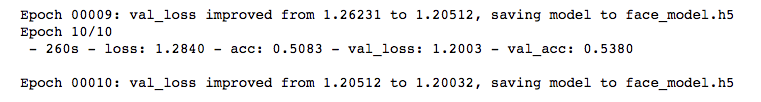 Epoch 00009: val_loss improved from 1.26231 to 1.20512, saving model to face_model.h5
Epoch 10/10
 - 260s - loss: 1.2840 - acc: 0.5083 - val_loss: 1.2003 - val_acc: 0.5380
Epoch 00010: val_loss improved from 1.20512 to 1.20032, saving model to face_model.h5